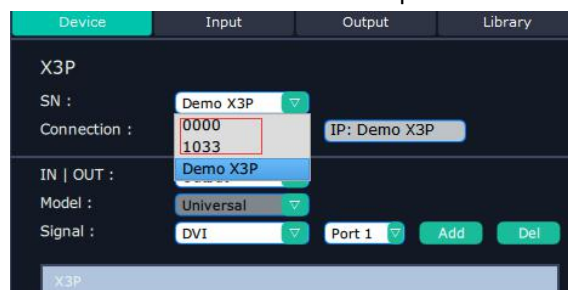 Device Input Output Library
X3P
SN : Demo X3P
0000
Connection : IP: Demo X3P
1033
Demo X3P
IN | OUT :
Model : Universal
Signal : DVI Port 1 Add Del
X3P